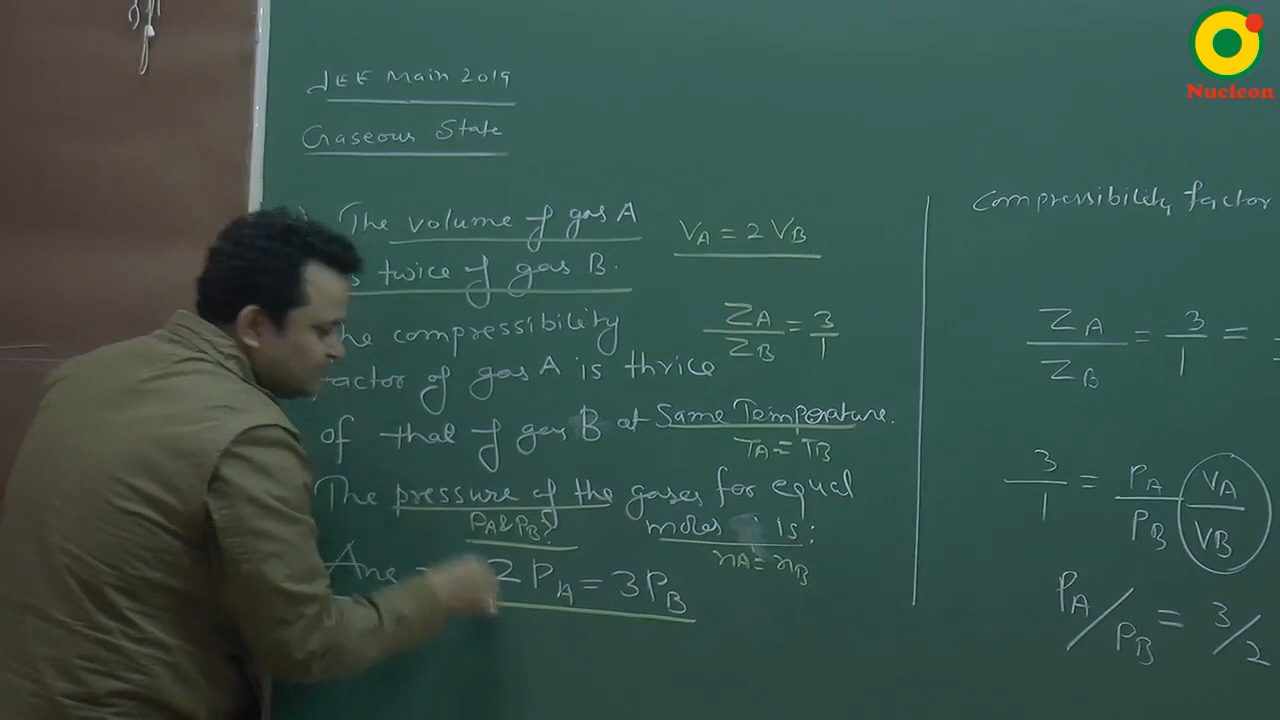 Nucleon
JEE Main 2019
Gaseous State
The volume of gas A
twice of gas B.
VA = 2 VB
compressibility
ZA/ZB = 3/1
factor of gas A is thrice
of that of gas B at Same Temperature.
TA = TB
The pressure of the gases for equal
PA & PB?
moles is:
nA = nB
Ans 2 PA = 3 PB
Compressibility factor
ZA/ZB = 3/1 =
3/1 = PA/PB VA/VB
PA/PB = 3/2